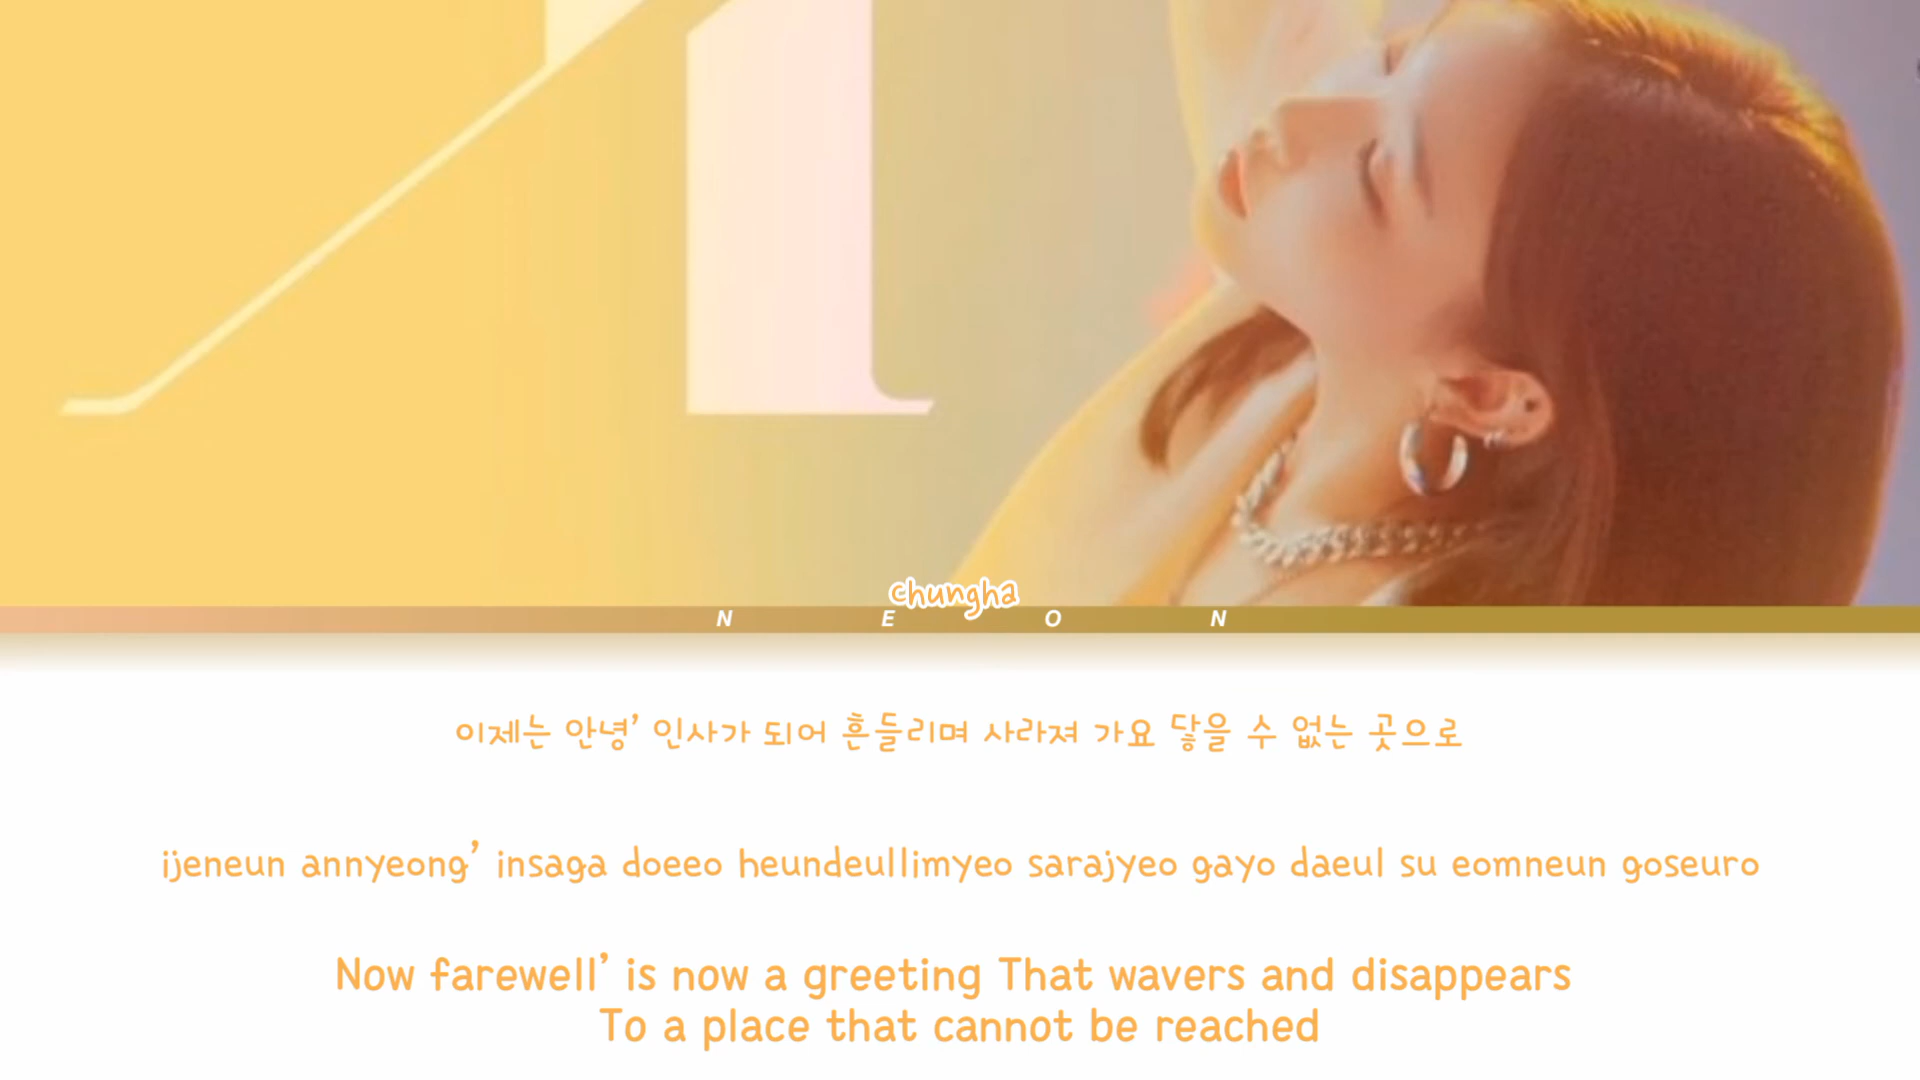 chungha
N E O N
이제는 안녕’ 인사가 되어 흔들리며 사라져 가요 닿을 수 없는 곳으로
ijeneun annyeong’ insaga doeeo heundeullimyeo sarajyeo gayo daeul su eomneun goseuro
Now farewell’ is now a greeting That wavers and disappears
To a place that cannot be reached